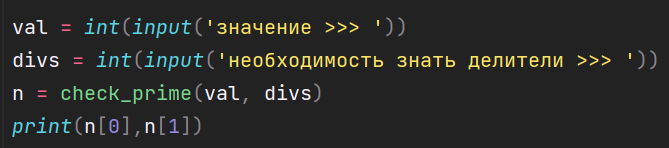 val = int(input('значение >>> '))
divs = int(input('необходимость знать делители >>> '))
n = check_prime(val, divs)
print(n[0],n[1])